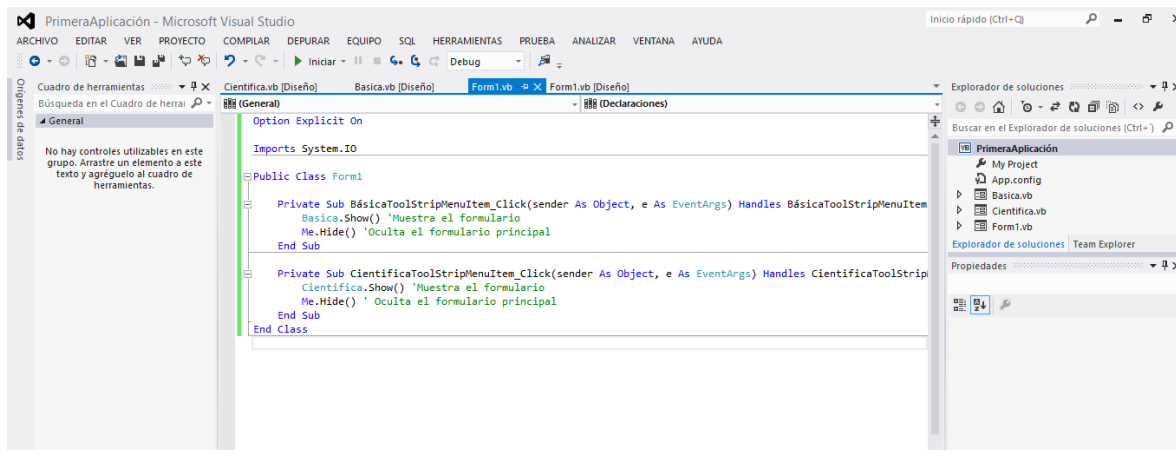 PrimeraAplicación - Microsoft Visual Studio
Inicio rápido (Ctrl+Q)
ARCHIVO EDITAR VER PROYECTO COMPILAR DEPURAR EQUIPO SQL HERRAMIENTAS PRUEBA ANALIZAR VENTANA AYUDA
Iniciar Debug
Orígenes de datos
Cuadro de herramientas
Búsqueda en el Cuadro de herrai
General
No hay controles utilizables en este
grupo. Arrastre un elemento a este
texto y agréguelo al cuadro de
herramientas.
Cientifica.vb [Diseño] Basica.vb [Diseño] Form1.vb Form1.vb [Diseño]
(General) (Declaraciones)
Option Explicit On
Imports System.IO
Public Class Form1
Private Sub BásicaToolStripMenuItem_Click(sender As Object, e As EventArgs) Handles BásicaToolStripMenuItem
Basica.Show() 'Muestra el formulario
Me.Hide() 'Oculta el formulario principal
End Sub
Private Sub CientificaToolStripMenuItem_Click(sender As Object, e As EventArgs) Handles CientificaToolStripM
Cientifica.Show() 'Muestra el formulario
Me.Hide() ' Oculta el formulario principal
End Sub
End Class
Explorador de soluciones
Buscar en el Explorador de soluciones (Ctrl+´)
VB PrimeraAplicación
My Project
App.config
Basica.vb
Cientifica.vb
Form1.vb
Explorador de soluciones Team Explorer
Propiedades